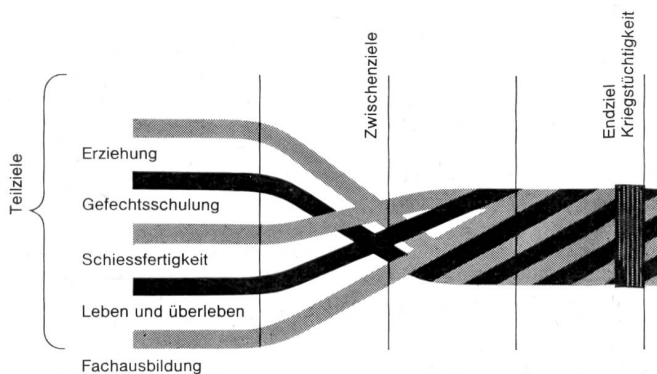 Teilziele
Erziehung
Gefechtsschulung
Schiessfertigkeit
Leben und überleben
Fachausbildung
Zwischenziele
Endziel
Kriegstüchtigkeit